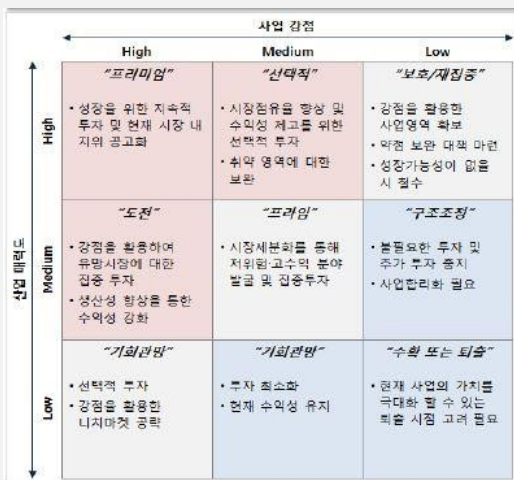 사업 강점
High
Medium
Low
산업 매력도
High
"프리미엄"
• 성장을 위한 지속적
투자 및 현재 시장 내
지위 공고화
"선택적"
• 시장점유율 향상 및
수익성 제고를 위한
선택적 투자
• 취약 영역에 대한
보완
"보호/재집중"
• 강점을 활용한
사업영역 확보
• 약점 보완 대책 마련
• 성장가능성이 없을
시 철수
Medium
"도전"
• 강점을 활용하여
유망시장에 대한
집중 투자
• 생산성 향상을 통한
수익성 강화
"프라임"
• 시장세분화를 통해
저위험·고수익 분야
발굴 및 집중투자
"구조조정"
• 불필요한 투자 및
추가 투자 중지
• 사업합리화 필요
Low
"기회관망"
• 선택적 투자
• 강점을 활용한
니치마켓 공략
"기회관망"
• 투자 최소화
• 현재 수익성 유지
"수확 또는 퇴출"
• 현재 사업의 가치를
극대화 할 수 있는
퇴출 시점 고려 필요